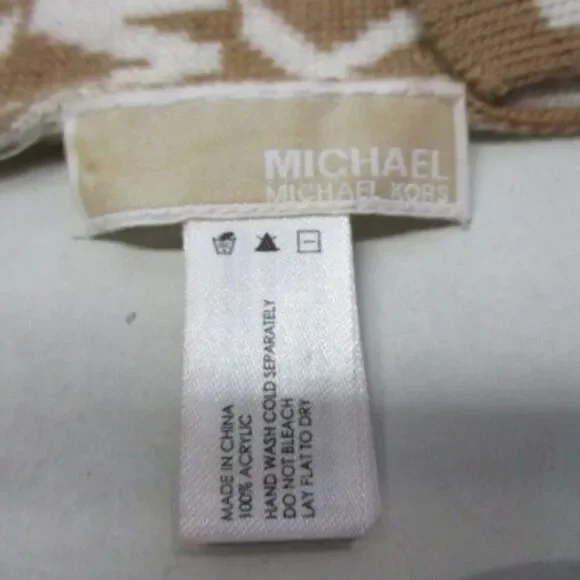 MICHAEL
MICHAEL KORS
MADE IN CHINA
100% ACRYLIC
HAND WASH COLD SEPARATELY
DO NOT BLEACH
LAY FLAT TO DRY